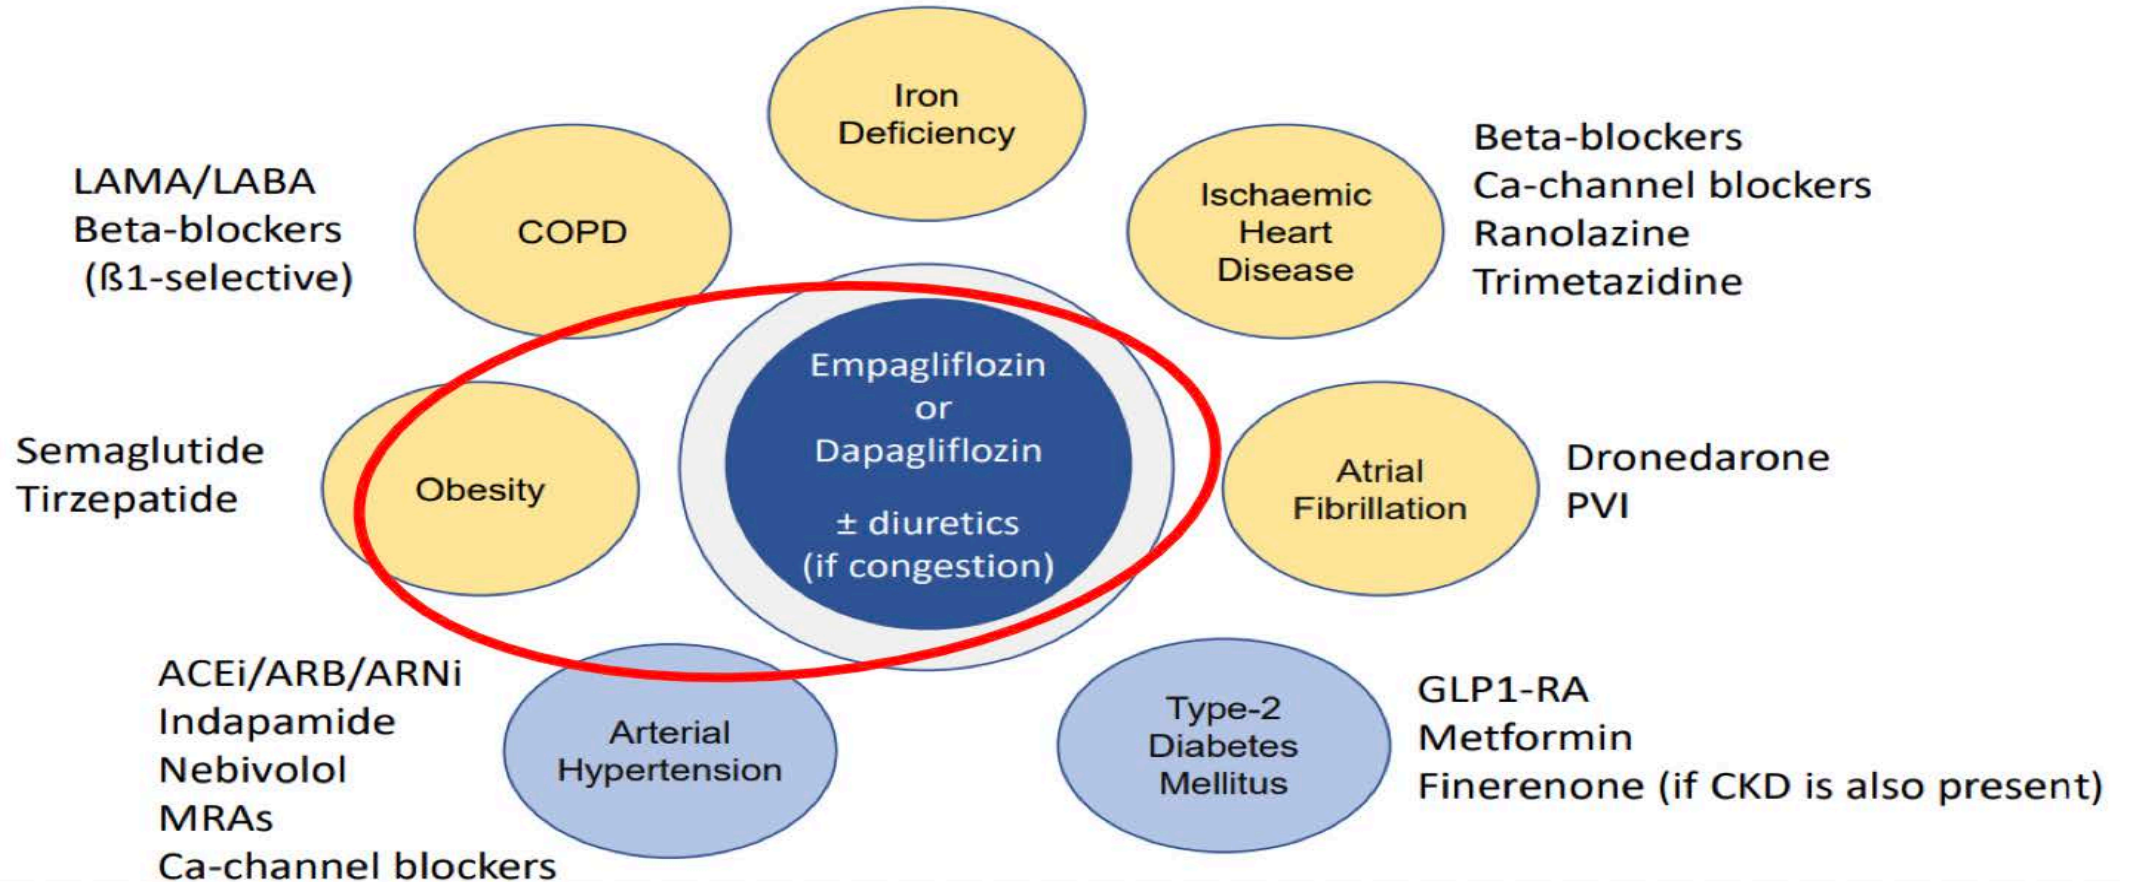 Iron
Deficiency
LAMA/LABA
Beta-blockers
(ß1-selective)
COPD
Ischaemic
Heart
Disease
Beta-blockers
Ca-channel blockers
Ranolazine
Trimetazidine
Semaglutide
Tirzepatide
Obesity
Empagliflozin
or
Dapagliflozin
± diuretics
(if congestion)
Atrial
Fibrillation
Dronedarone
PVI
ACEi/ARB/ARNi
Indapamide
Nebivolol
MRAs
Ca-channel blockers
Arterial
Hypertension
Type-2
Diabetes
Mellitus
GLP1-RA
Metformin
Finerenone (if CKD is also present)